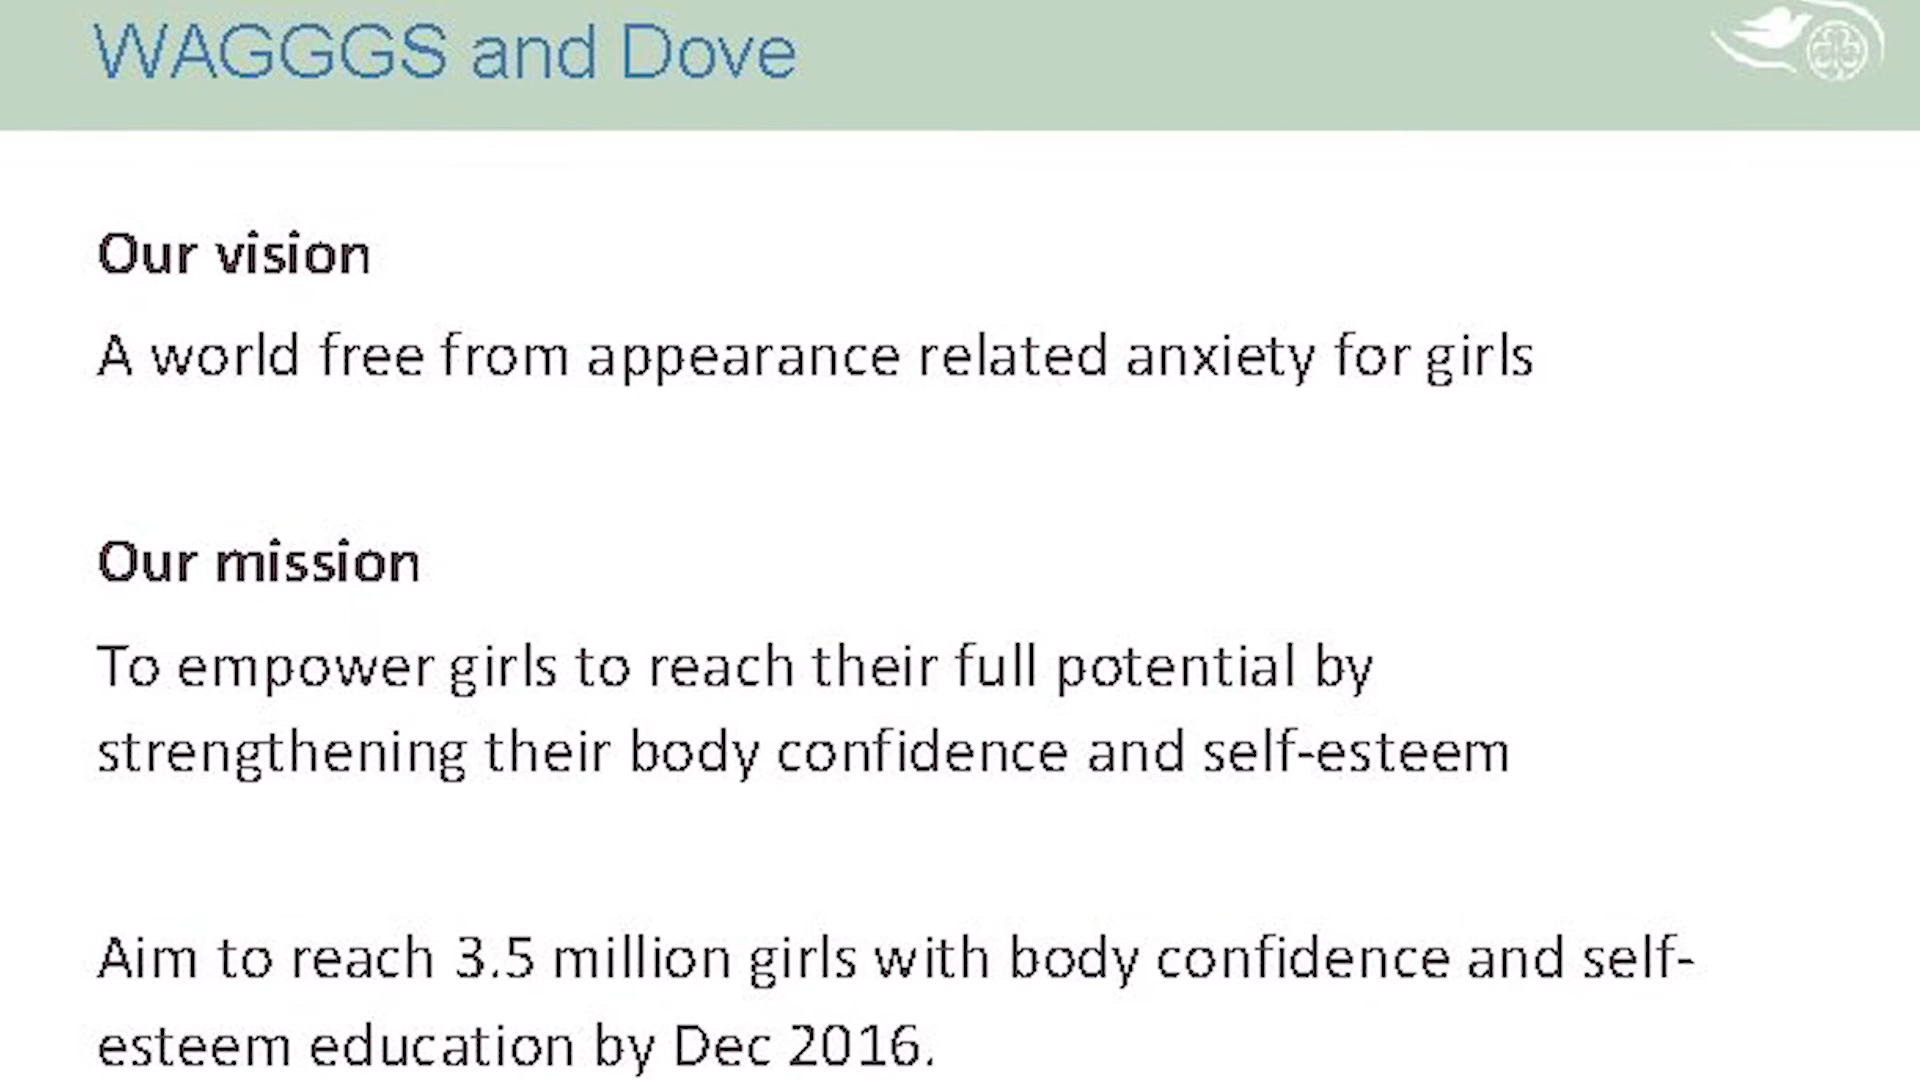 WAGGGS and Dove
Our vision
A world free from appearance related anxiety for girls
Our mission
To empower girls to reach their full potential by
strengthening their body confidence and self-esteem
Aim to reach 3.5 million girls with body confidence and self-
esteem education by Dec 2016.